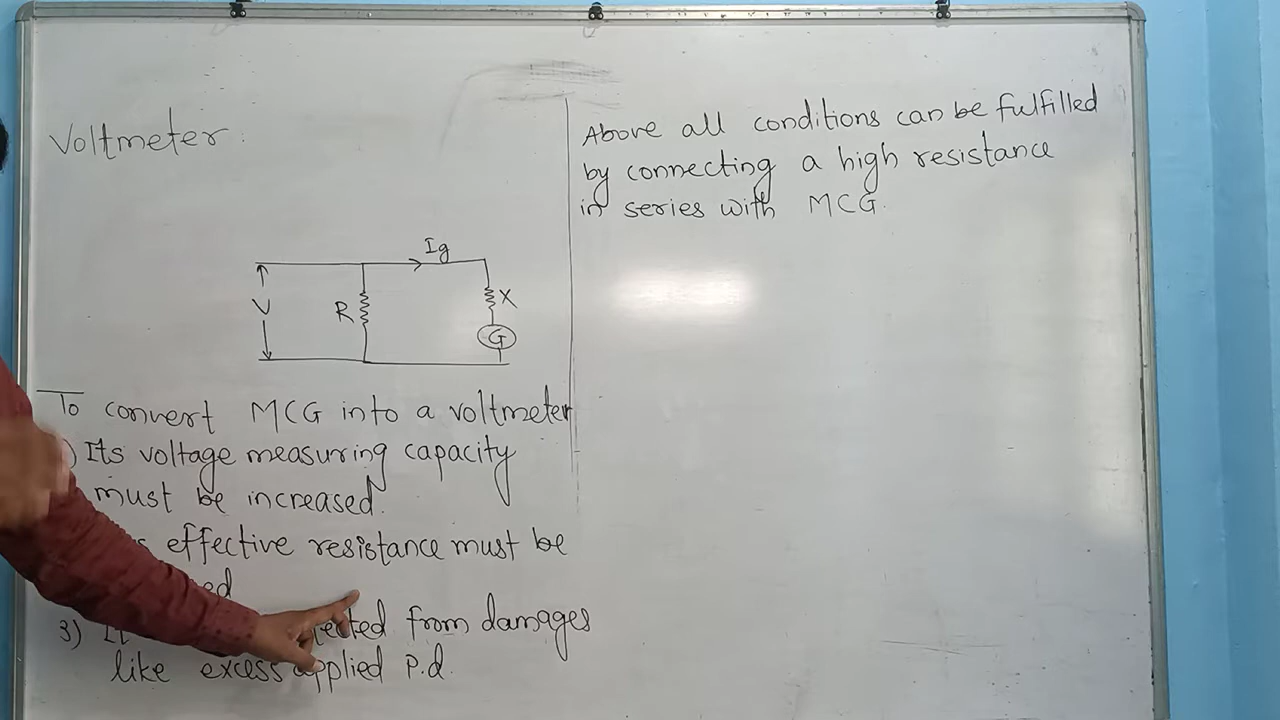 Voltmeter:
Ig
V
R
X
G
To convert MCG into a voltmeter
) Its voltage measuring capacity
must be increased.
effective resistance must be
3) from damages
like excess applied P.d.
Above all conditions can be fulfilled
by connecting a high resistance
in series with MCG.